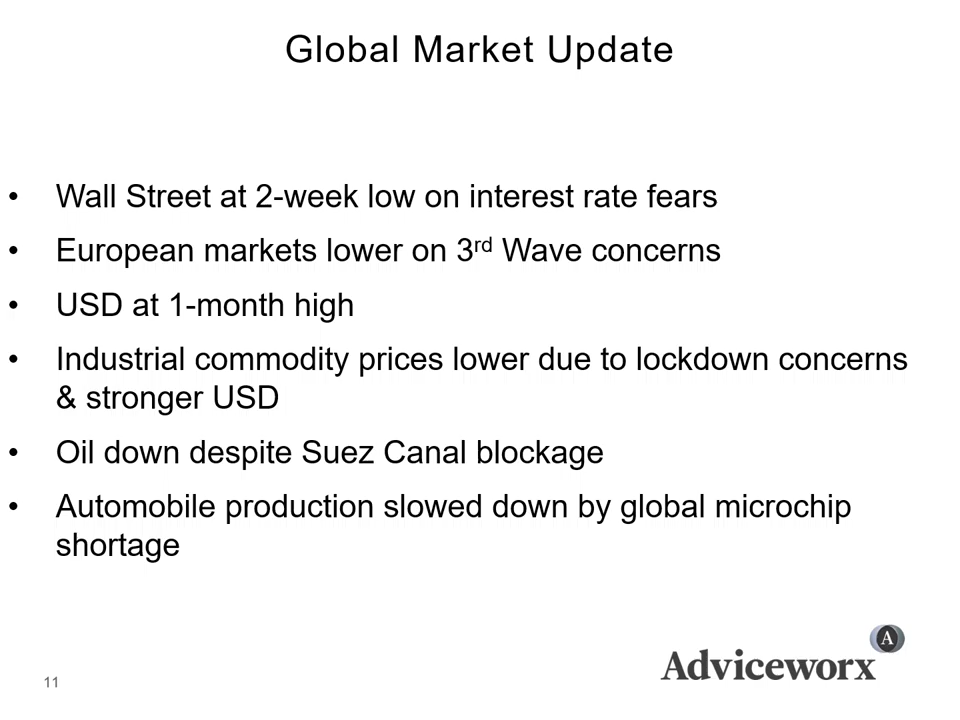 Global Market Update
• Wall Street at 2-week low on interest rate fears
• European markets lower on 3rd Wave concerns
• USD at 1-month high
• Industrial commodity prices lower due to lockdown concerns
& stronger USD
• Oil down despite Suez Canal blockage
• Automobile production slowed down by global microchip
shortage
A
Adviceworx
11